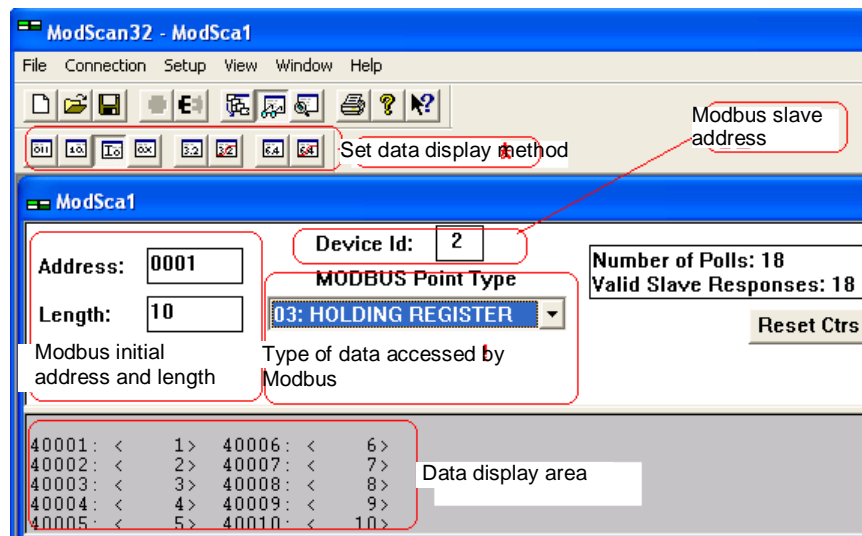 ModScan32 - ModSca1
File Connection Setup View Window Help
Modbus slave
address
Set data display method
ModSca1
Address: 0001
Device Id: 2
Number of Polls: 18
Valid Slave Responses: 18
MODBUS Point Type
Length: 10
03: HOLDING REGISTER
Reset Ctrs
Modbus initial
address and length
Type of data accessed by
Modbus
40001: < 1> 40006: < 6>
40002: < 2> 40007: < 7>
40003: < 3> 40008: < 8>
40004: < 4> 40009: < 9>
40005: < 5> 40010: < 10>
Data display area